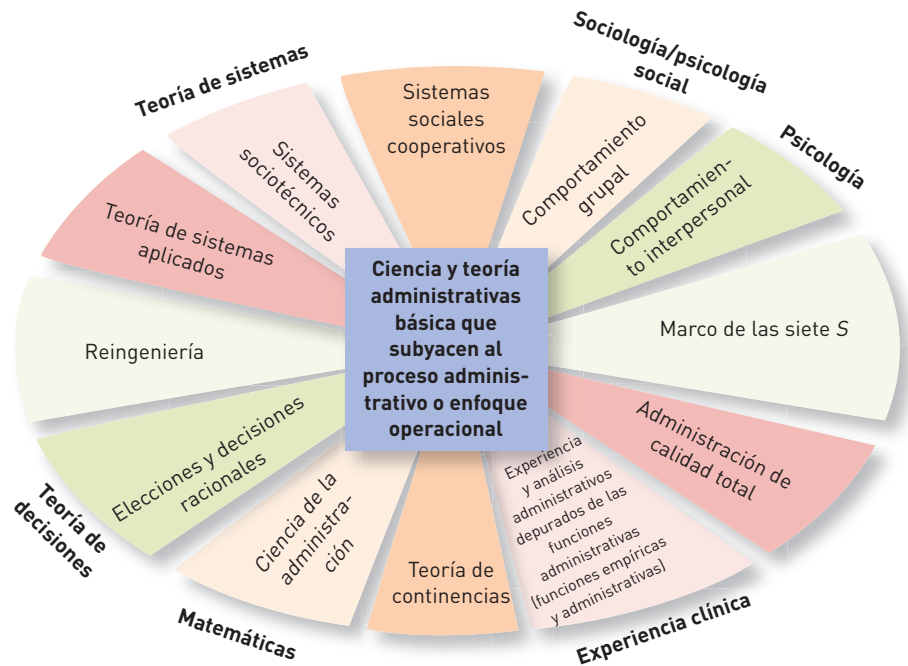 Teoría de sistemas
Sistemas
sociales
cooperativos
Sociología/psicología
social
Comportamiento
grupal
Psicología
Comportamien-
to interpersonal
Sistemas
sociotécnicos
Teoría de sistemas
aplicados
Ciencia y teoría
administrativas
básica que
subyacen al
proceso adminis-
trativo o enfoque
operacional
Marco de las siete S
Reingeniería
Administración de
calidad total
Elecciones y decisiones
racionales
Teoría de
decisiones
Ciencia de la
administra-
ción
Matemáticas
Teoría de
continencias
Experiencia
y análisis
administrativos
depurados de las
funciones
administrativas
(funciones empíricas
y administrativas)
Experiencia clínica